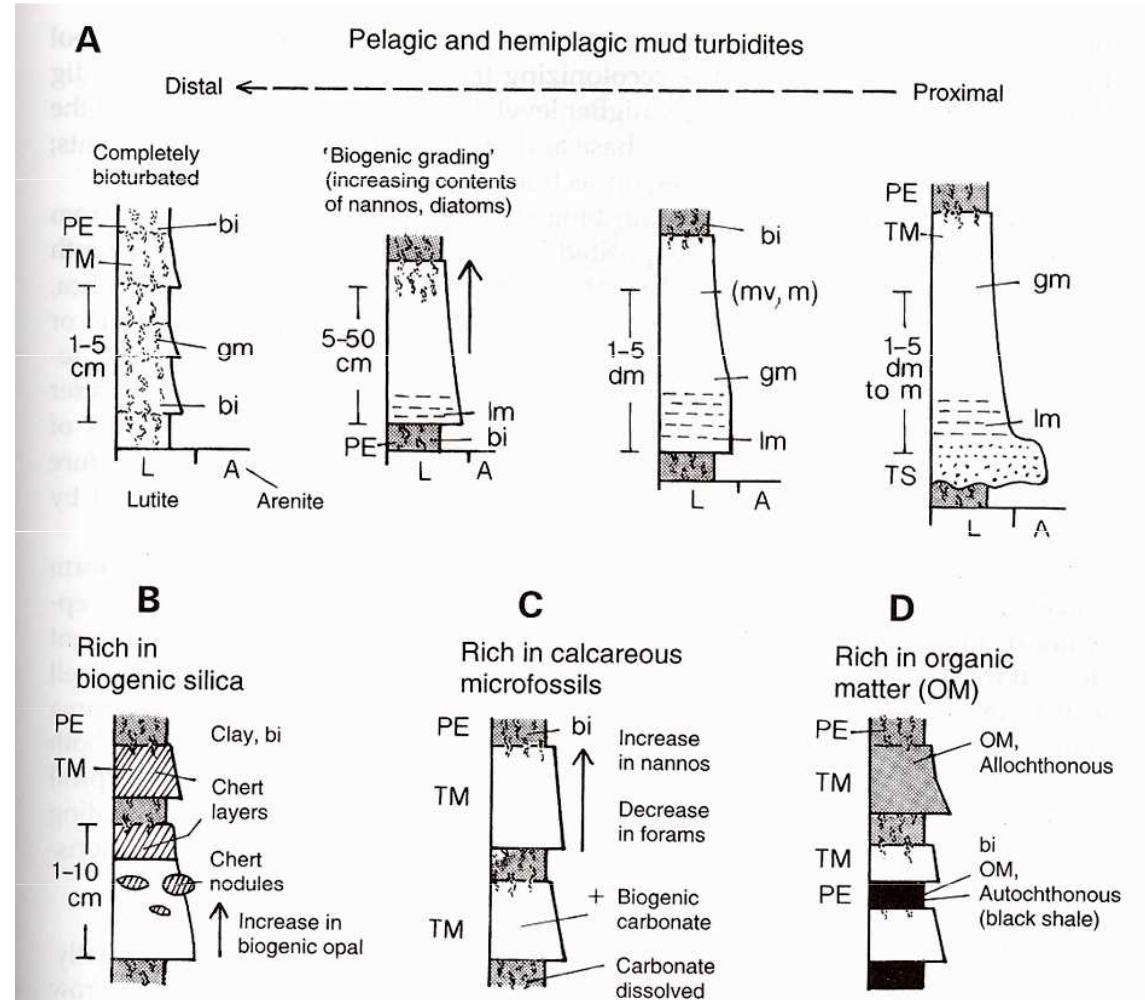 A
Pelagic and hemiplagic mud turbidites
Distal
Proximal
Completely
bioturbated
PE
bi
TM
1–5
cm
gm
bi
L
A
Lutite
Arenite
'Biogenic grading'
(increasing contents
of nannos, diatoms)
5–50
cm
lm
PE
bi
L
A
bi
(mv, m)
1–5
dm
gm
lm
L
A
PE
TM
gm
1–5
dm
to m
lm
TS
L
A
B
Rich in
biogenic silica
PE
Clay, bi
TM
Chert
layers
1–10
cm
Chert
nodules
Increase in
biogenic opal
C
Rich in calcareous
microfossils
PE
bi
Increase
in nannos
TM
Decrease
in forams
+ Biogenic
carbonate
TM
Carbonate
dissolved
D
Rich in organic
matter (OM)
PE
OM,
Allochthonous
TM
bi
TM
OM,
PE
Autochthonous
(black shale)